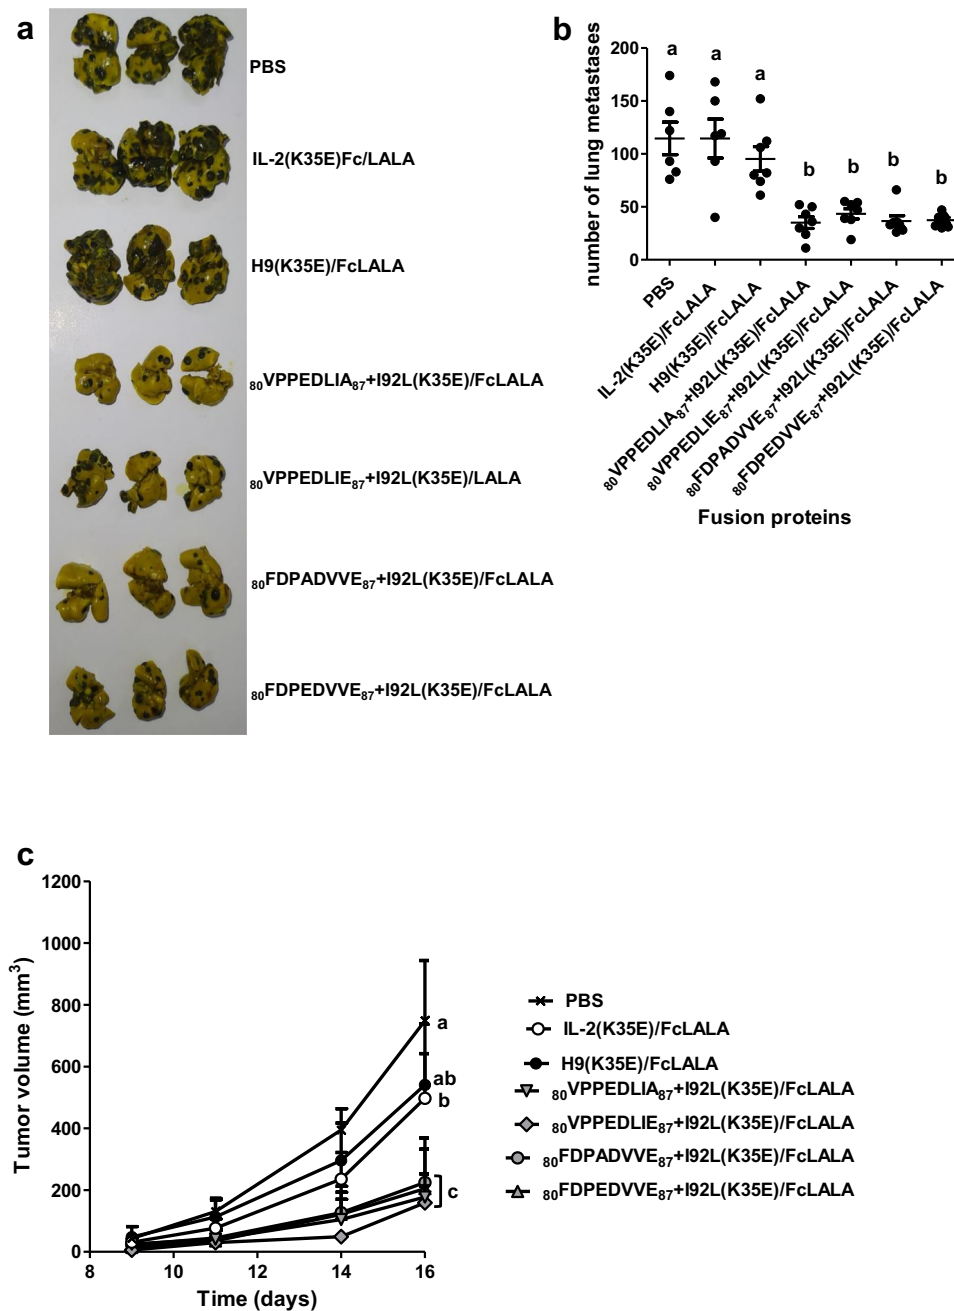 a
PBS
IL-2(K35E)Fc/LALA
H9(K35E)/FcLALA
80VPPEDLIA87+I92L(K35E)/FcLALA
80VPPEDLIE87+I92L(K35E)/LALA
80FDPADVVE87+I92L(K35E)/FcLALA
80FDPEDVVE87+I92L(K35E)/FcLALA
b
number of lung metastases
200
150
100
50
0
a
a
a
b
b
b
b
PBS
IL-2(K35E)/FcLALA
H9(K35E)/FcLALA
80VPPEDLIA87+I92L(K35E)/FcLALA
80VPPEDLIE87+I92L(K35E)/FcLALA
80FDPADVVE87+I92L(K35E)/FcLALA
80FDPEDVVE87+I92L(K35E)/FcLALA
Fusion proteins
c
Tumor volume (mm3)
1200
1000
800
600
400
200
0
8
10
12
14
16
Time (days)
a
ab
b
c
PBS
IL-2(K35E)/FcLALA
H9(K35E)/FcLALA
80VPPEDLIA87+I92L(K35E)/FcLALA
80VPPEDLIE87+I92L(K35E)/FcLALA
80FDPADVVE87+I92L(K35E)/FcLALA
80FDPEDVVE87+I92L(K35E)/FcLALA